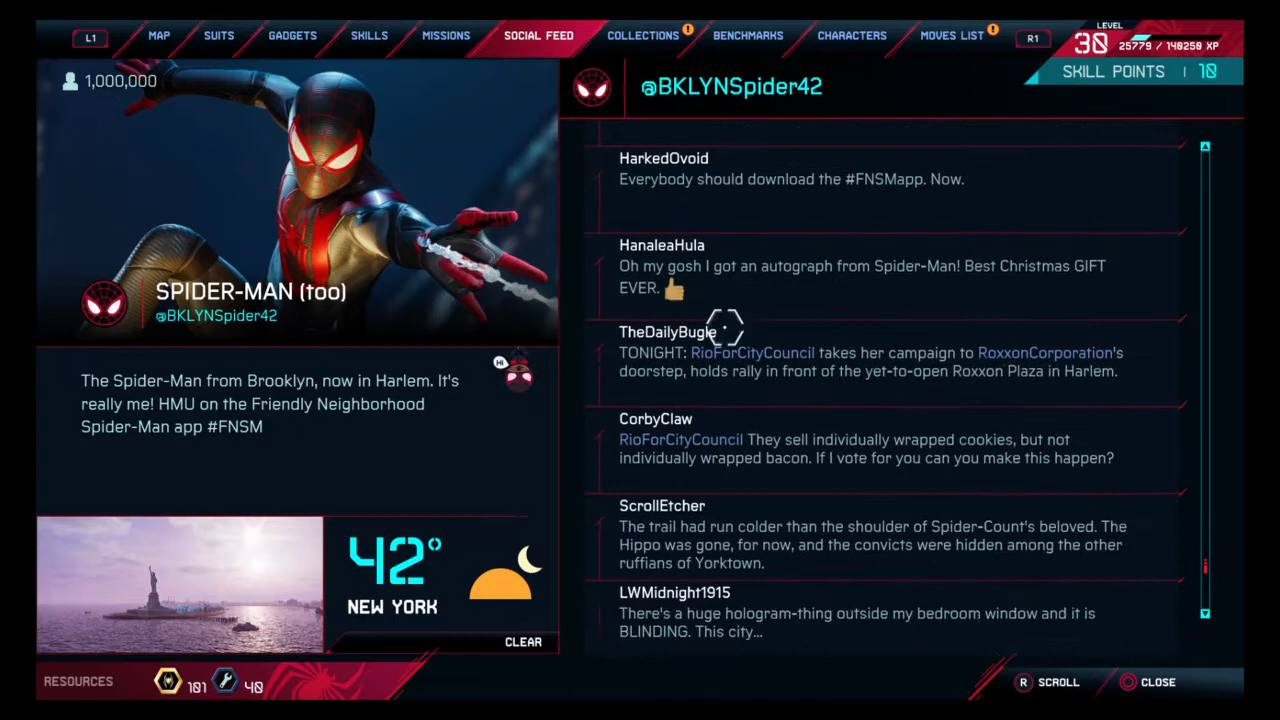 L1
MAP
SUITS
GADGETS
SKILLS
MISSIONS
SOCIAL FEED
COLLECTIONS
BENCHMARKS
CHARACTERS
MOVES LIST
R1
LEVEL
30
25779 / 140250 XP
SKILL POINTS | 10
1,000,000
@BKLYNSpider42
SPIDER-MAN (too)
@BKLYNSpider42
HI
The Spider-Man from Brooklyn, now in Harlem. It's
really me! HMU on the Friendly Neighborhood
Spider-Man app #FNSM
42°
NEW YORK
CLEAR
HarkedOvoid
Everybody should download the #FNSMapp. Now.
HanaleaHula
Oh my gosh I got an autograph from Spider-Man! Best Christmas GIFT
EVER. 👍
TheDailyBugle
TONIGHT: RioForCityCouncil takes her campaign to RoxxonCorporation's
doorstep, holds rally in front of the yet-to-open Roxxon Plaza in Harlem.
CorbyClaw
RioForCityCouncil They sell individually wrapped cookies, but not
individually wrapped bacon. If I vote for you can you make this happen?
ScrollEtcher
The trail had run colder than the shoulder of Spider-Count's beloved. The
Hippo was gone, for now, and the convicts were hidden among the other
ruffians of Yorktown.
LWMidnight1915
There's a huge hologram-thing outside my bedroom window and it is
BLINDING. This city...
RESOURCES
101
40
R SCROLL
CLOSE